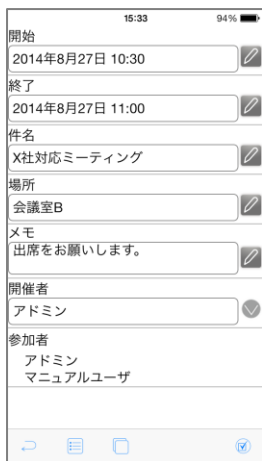 15:33 94%
開始
2014年8月27日 10:30
終了
2014年8月27日 11:00
件名
X社対応ミーティング
場所
会議室B
メモ
出席をお願いします。
開催者
アドミン
参加者
アドミン
マニュアルユーザ